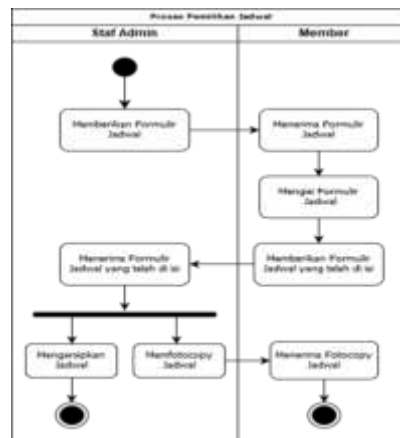 Proses Pemilihan Jadwal
Staf Admin
Member
Memberikan Formulir
Jadwal
Menerima Formulir
Jadwal
Mengisi Formulir
Jadwal
Menerima Formulir
Jadwal yang telah di isi
Memberikan Formulir
Jadwal yang telah di isi
Mengarsipkan
Jadwal
Memfotocopy
Jadwal
Menerima Fotocopy
Jadwal